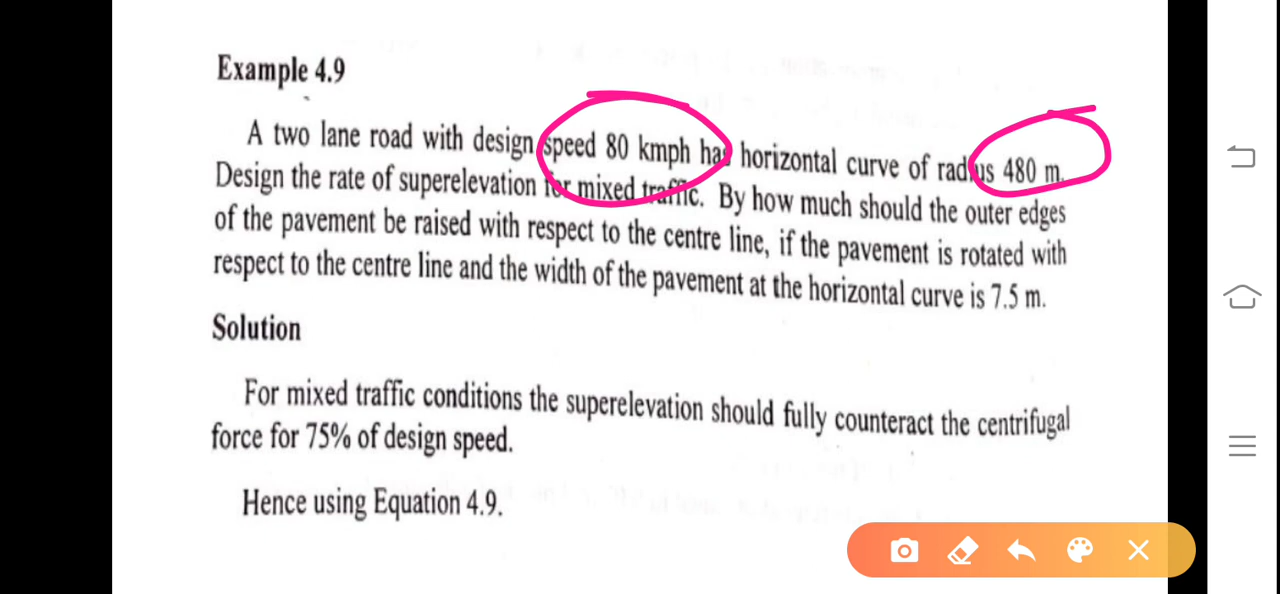 Example 4.9
A two lane road with design speed 80 kmph has horizontal curve of radius 480 m.
Design the rate of superelevation for mixed traffic. By how much should the outer edges
of the pavement be raised with respect to the centre line, if the pavement is rotated with
respect to the centre line and the width of the pavement at the horizontal curve is 7.5 m.
Solution
For mixed traffic conditions the superelevation should fully counteract the centrifugal
force for 75% of design speed.
Hence using Equation 4.9.